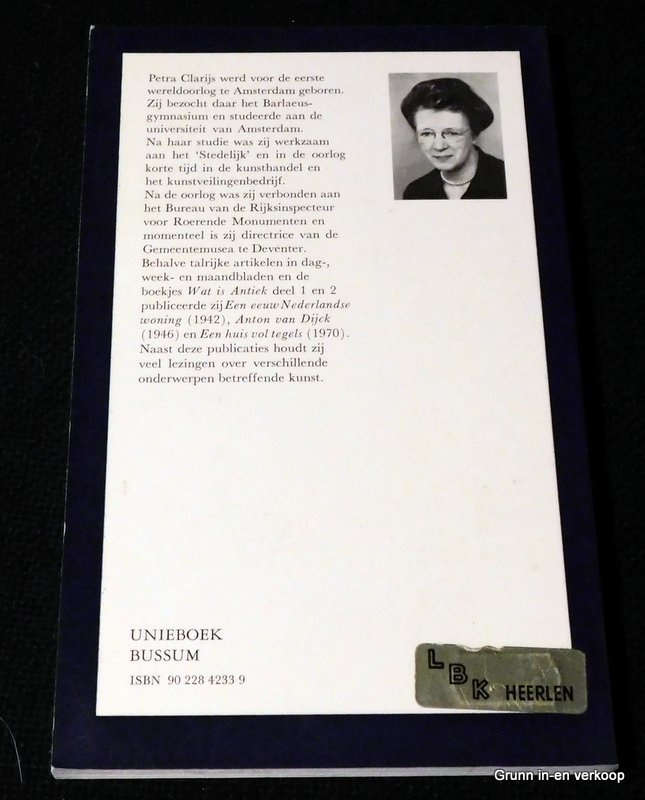 Petra Clarijs werd voor de eerste
wereldoorlog te Amsterdam geboren.
Zij bezocht daar het Barlaeus-
gymnasium en studeerde aan de
universiteit van Amsterdam.
Na haar studie was zij werkzaam
aan het 'Stedelijk' en in de oorlog
korte tijd in de kunsthandel en
het kunstveilingenbedrijf.
Na de oorlog was zij verbonden aan
het Bureau van de Rijksinspecteur
voor Roerende Monumenten en
momenteel is zij directrice van de
Gemeentemusea te Deventer.
Behalve talrijke artikelen in dag-,
week- en maandbladen en de
boekjes Wat is Antiek deel 1 en 2
publiceerde zij Een eeuw Nederlandse
woning (1942), Anton van Dijck
(1946) en Een huis vol tegels (1970).
Naast deze publicaties houdt zij
veel lezingen over verschillende
onderwerpen betreffende kunst.
UNIEBOEK
BUSSUM
ISBN 90 228 4233 9
LBK HEERLEN
Grunn in-en verkoop